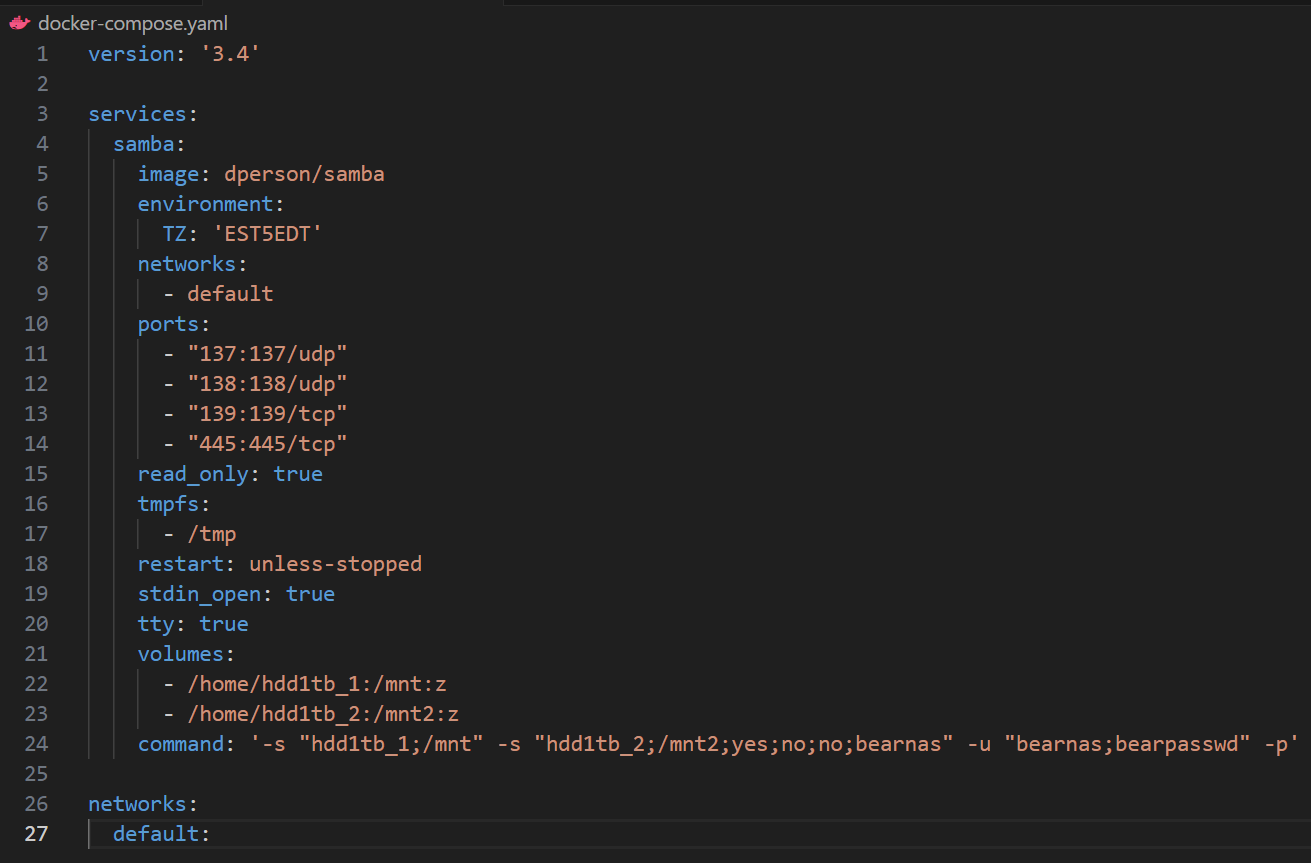 docker-compose.yaml
1 version: '3.4'
2
3 services:
4   samba:
5     image: dperson/samba
6     environment:
7       TZ: 'EST5EDT'
8     networks:
9       - default
10     ports:
11       - "137:137/udp"
12       - "138:138/udp"
13       - "139:139/tcp"
14       - "445:445/tcp"
15     read_only: true
16     tmpfs:
17       - /tmp
18     restart: unless-stopped
19     stdin_open: true
20     tty: true
21     volumes:
22       - /home/hdd1tb_1:/mnt:z
23       - /home/hdd1tb_2:/mnt2:z
24     command: '-s "hdd1tb_1;/mnt" -s "hdd1tb_2;/mnt2;yes;no;no;bearnas" -u "bearnas;bearpasswd" -p'
25
26 networks:
27   default: